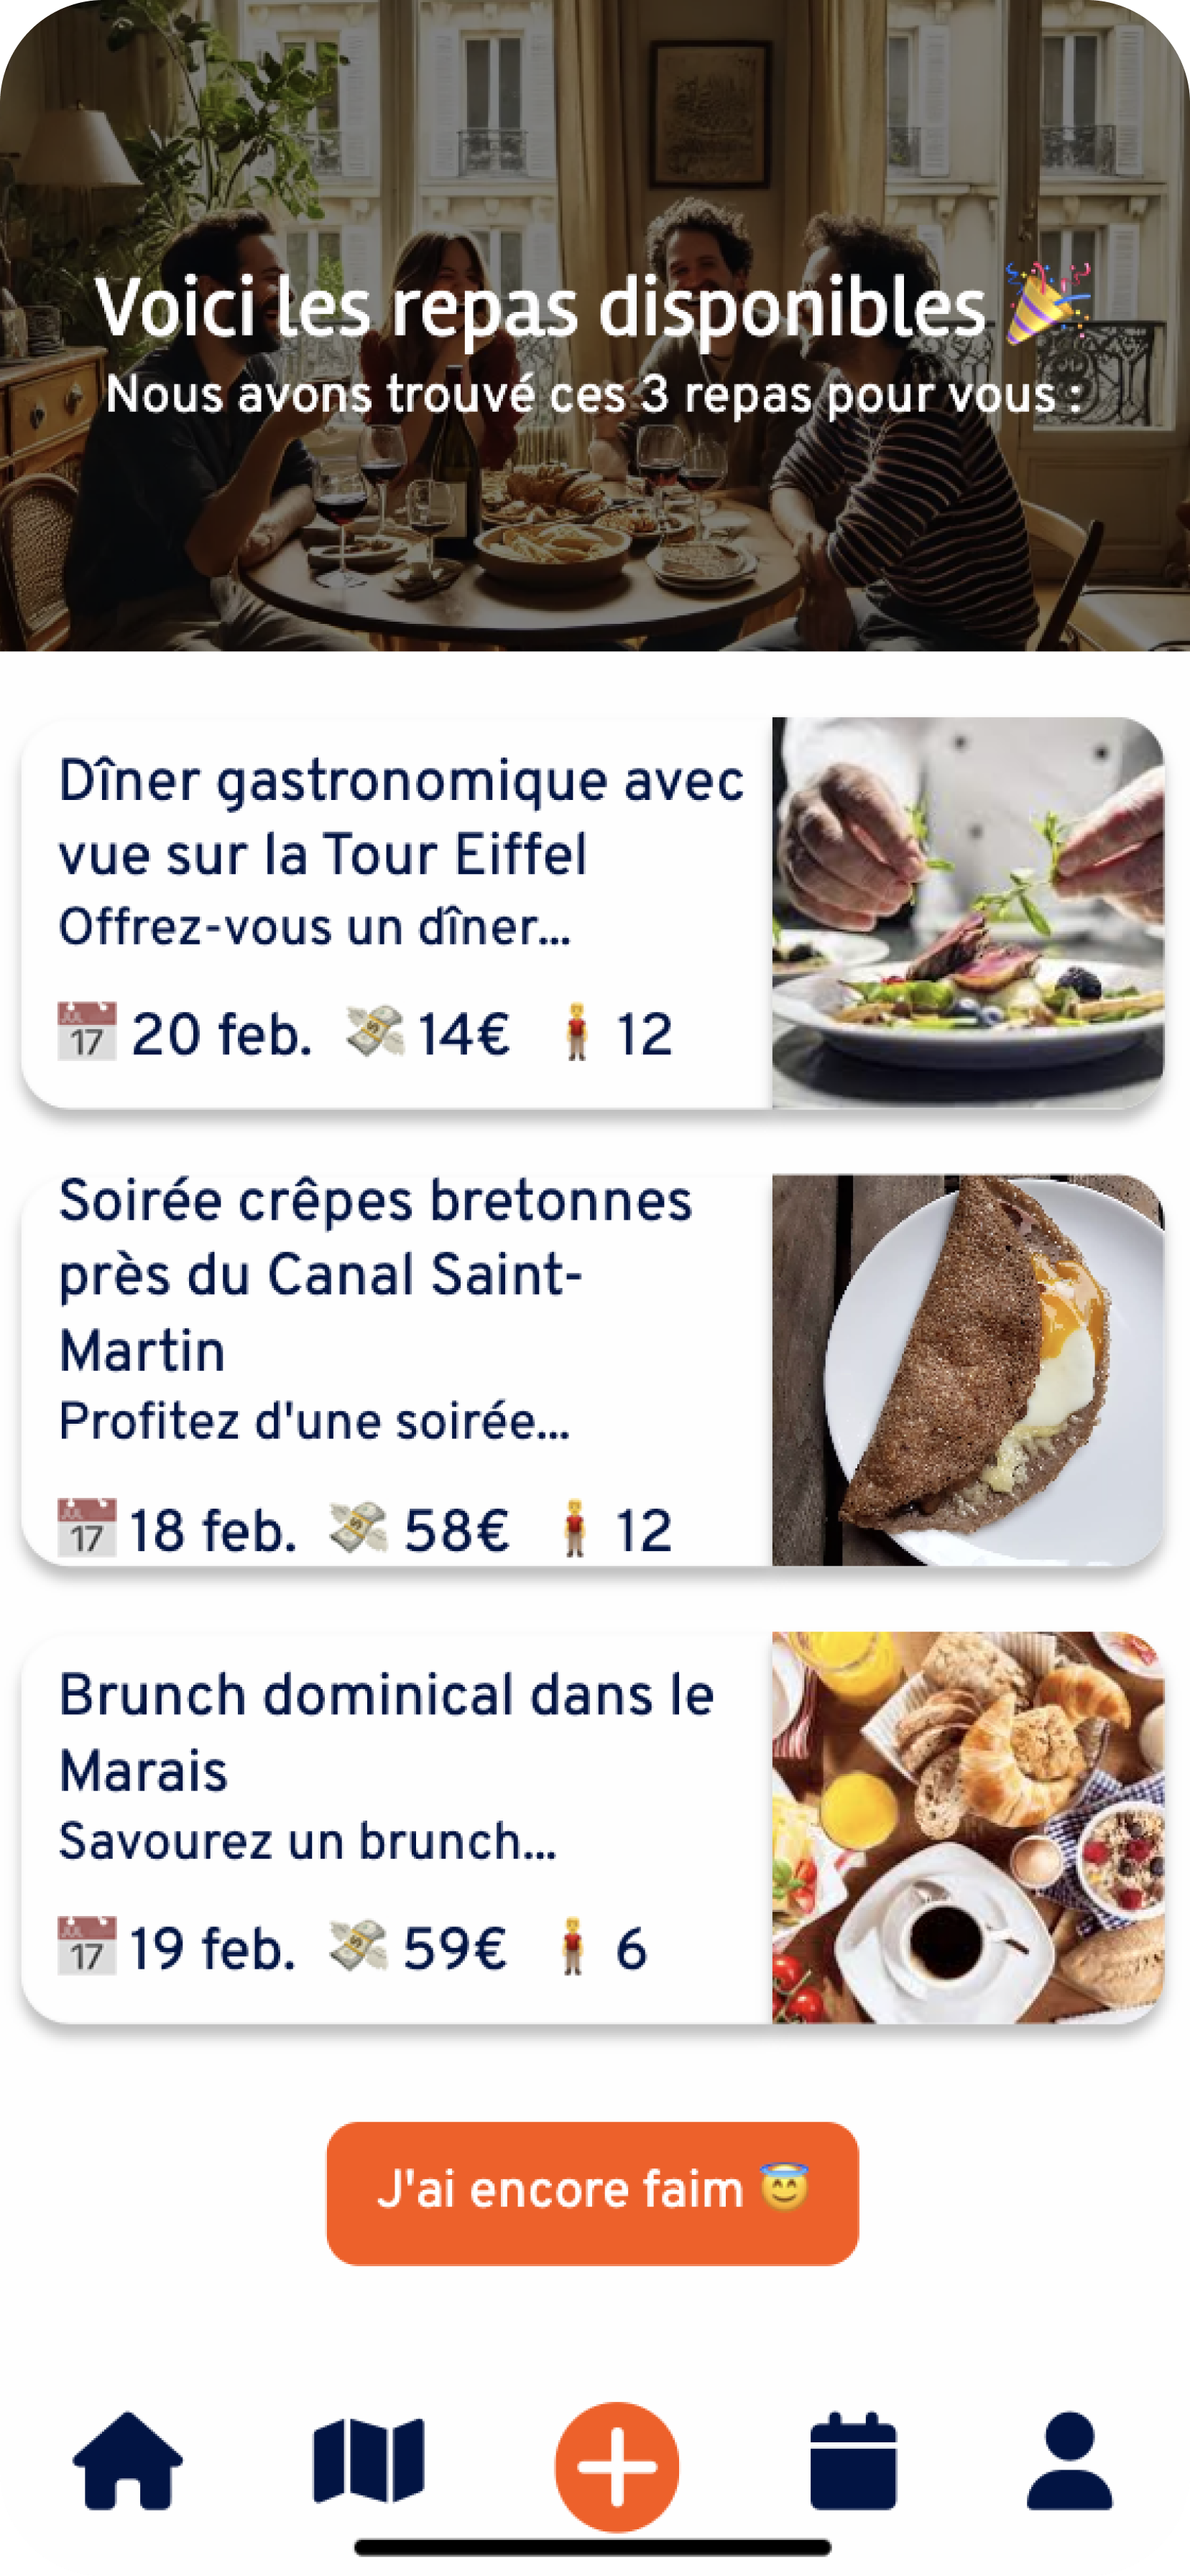 Voici les repas disponibles 🎉
Nous avons trouvé ces 3 repas pour vous :
Dîner gastronomique avec
vue sur la Tour Eiffel
Offrez-vous un dîner...
📅 20 feb. 💸 14€ 🧍‍♂️ 12
Soirée crêpes bretonnes
près du Canal Saint-
Martin
Profitez d'une soirée...
📅 18 feb. 💸 58€ 🧍‍♂️ 12
Brunch dominical dans le
Marais
Savourez un brunch...
📅 19 feb. 💸 59€ 🧍‍♂️ 6
J'ai encore faim 😇